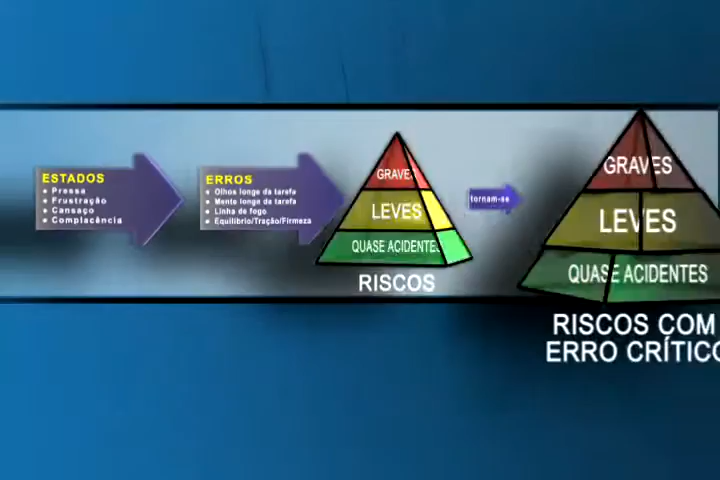 ESTADOS
• Pressa
• Frustração
• Cansaço
• Complacência
ERROS
• Olhos longe da tarefa
• Mente longe da tarefa
• Linha de fogo
• Equilíbrio/Tração/Firmeza
GRAVES
LEVES
QUASE ACIDENTES
RISCOS
tornam-se
GRAVES
LEVES
QUASE ACIDENTES
RISCOS COM
ERRO CRÍTICO